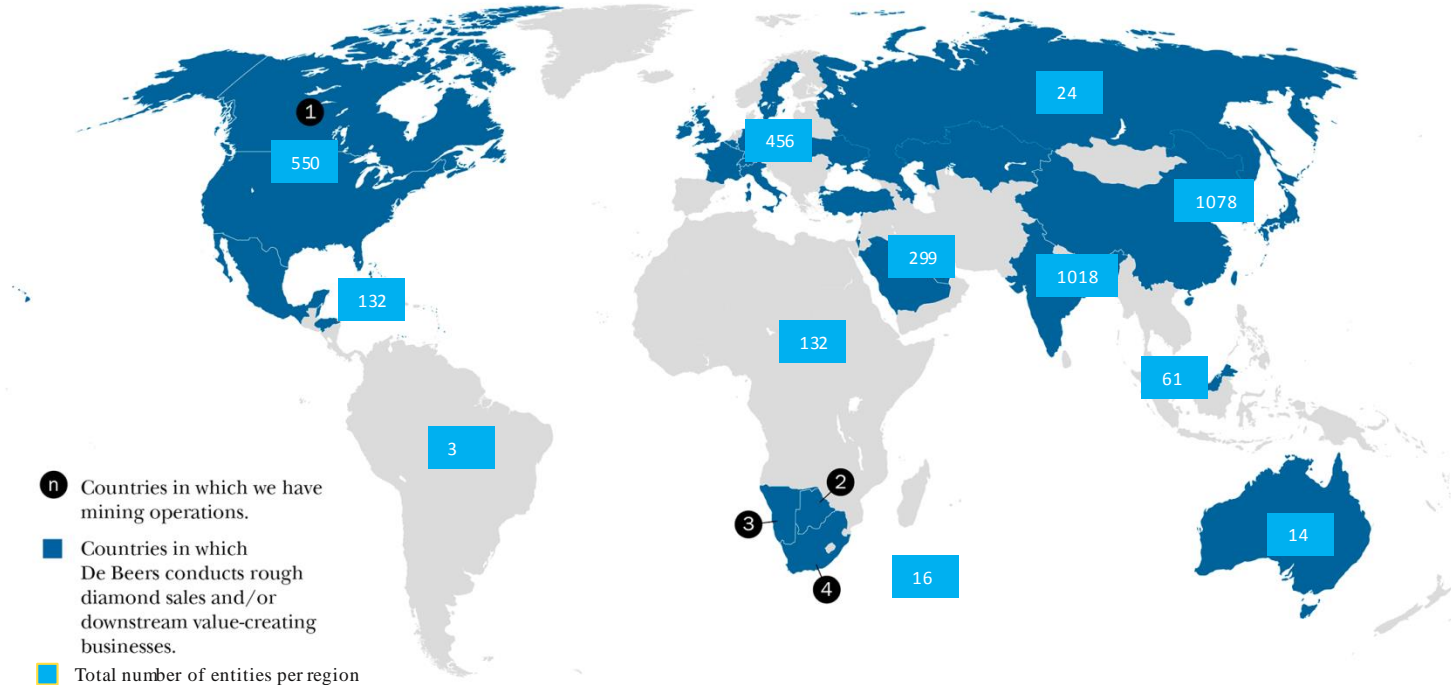 1
24
550
456
1078
299
1018
132
132
61
3
2
3
14
16
4
n Countries in which we have
mining operations.
Countries in which
De Beers conducts rough
diamond sales and/or
downstream value-creating
businesses.
Total number of entities per region